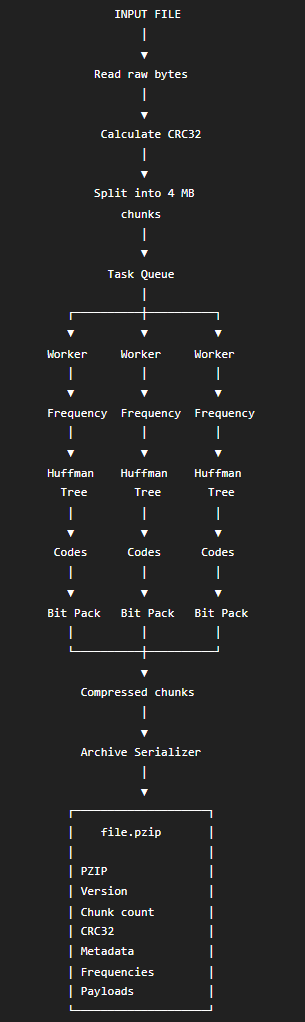 INPUT FILE
Read raw bytes
Calculate CRC32
Split into 4 MB
chunks
Task Queue
Worker Worker Worker
Frequency Frequency Frequency
Huffman Huffman Huffman
Tree Tree Tree
Codes Codes Codes
Bit Pack Bit Pack Bit Pack
Compressed chunks
Archive Serializer
file.pzip
PZIP
Version
Chunk count
CRC32
Metadata
Frequencies
Payloads